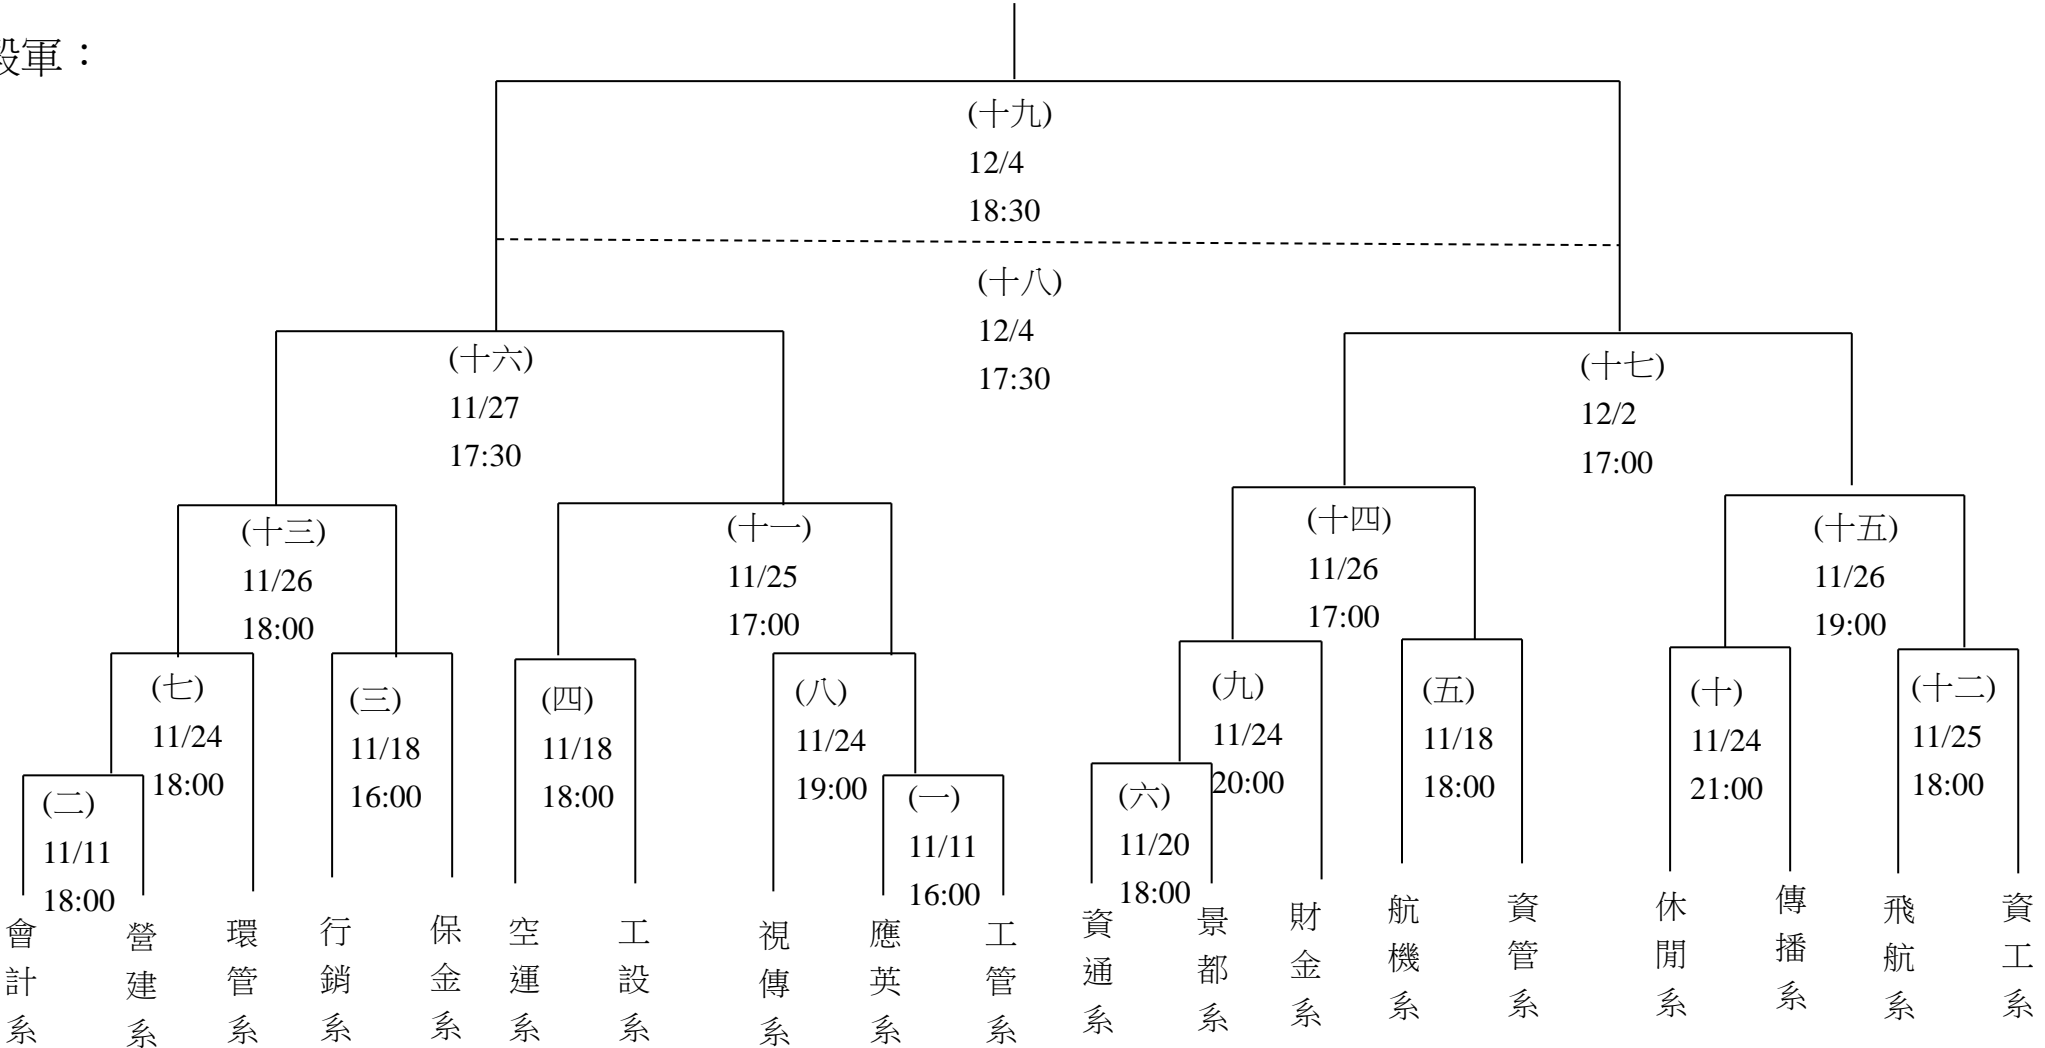 殿軍：
(十九)
12/4
18:30
(十八)
12/4
17:30
(十六)
11/27
17:30
(十七)
12/2
17:00
(十三)
11/26
18:00
(十一)
11/25
17:00
(十四)
11/26
17:00
(十五)
11/26
19:00
(七)
11/24
18:00
(三)
11/18
16:00
(四)
11/18
18:00
(八)
11/24
19:00
(九)
11/24
20:00
(五)
11/18
18:00
(十)
11/24
21:00
(十二)
11/25
18:00
(二)
11/11
18:00
(一)
11/11
16:00
(六)
11/20
18:00
會計系
營建系
環管系
行銷系
保金系
空運系
工設系
視傳系
應英系
工管系
資通系
景都系
財金系
航機系
資管系
休閒系
傳播系
飛航系
資工系